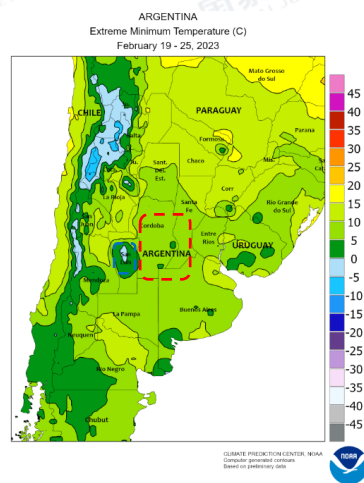 ARGENTINA
Extreme Minimum Temperature (C)
February 19 - 25, 2023
Mato Grosso
do Sul
CHILE
PARAGUAY
Parana
Formosa
Salta
Chaco
Mis.
Sant.
Del.
Est.
Corr
La Rioja
Santa
Fe
Rio Grande
do Sul
Cordoba
Entre
Rios
URUGUAY
ARGENTINA
San
Mendoza
Buenos Aires
La Pampa
Neuquen
Rio Negro
Chubut
45
40
35
30
25
20
15
10
5
0
-5
-10
-15
-20
-25
-30
-35
-40
-45
CLIMATE PREDICTION CENTER, NOAA
Computer generated contours
Based on preliminary data
NOAA